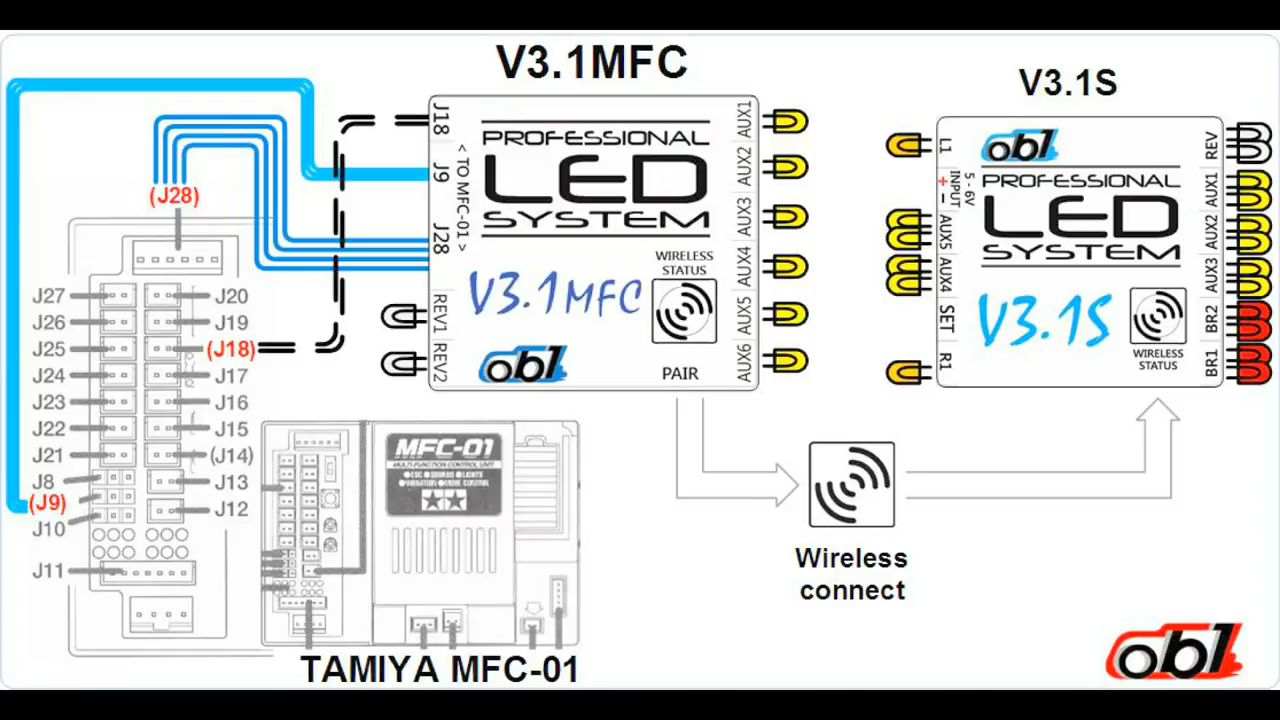 V3.1MFC
V3.1S
J18
< TO MFC-01 >
J9
J28
REV1
REV2
PROFESSIONAL
LED
SYSTEM
V3.1MFC
WIRELESS
STATUS
ob1
PAIR
AUX1
AUX2
AUX3
AUX4
AUX5
AUX6
L1
5 - 6V
INPUT
+ -
AUX5
AUX4
SET
R1
ob1
PROFESSIONAL
LED
SYSTEM
V3.1S
WIRELESS
STATUS
REV
AUX1
AUX2
AUX3
BR2
BR1
(J28)
J27
J26
J25
J24
J23
J22
J21
J8
(J9)
J10
J11
J20
J19
(J18)
J17
J16
J15
(J14)
J13
J12
MFC-01
MULTI-FUNCTION CONTROL UNIT
TAMIYA MFC-01
Wireless
connect
ob1